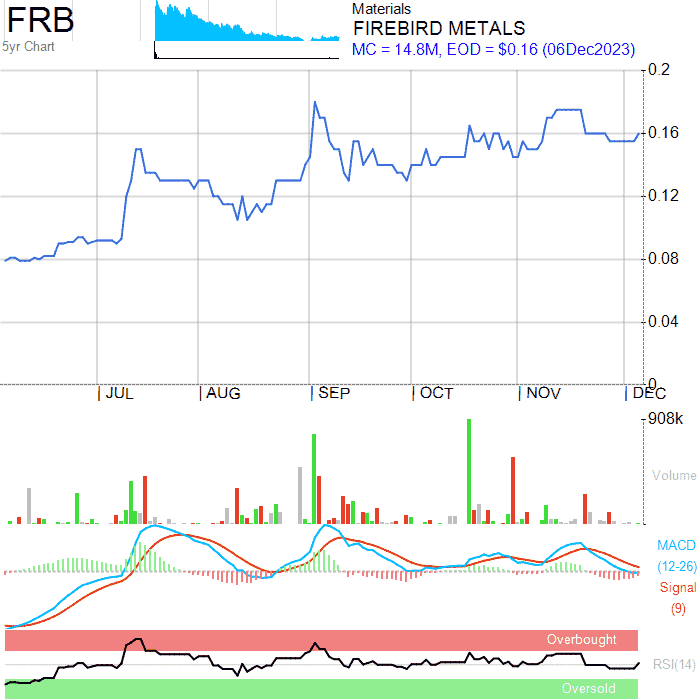 FRB
5yr Chart
Materials
FIREBIRD METALS
MC = 14.8M, EOD = $0.16 (06Dec2023)
0.2
0.16
0.12
0.08
0.04
0
JUL AUG SEP OCT NOV DEC
908k
Volume
MACD
(12-26)
Signal
(9)
Overbought
RSI(14)
Oversold